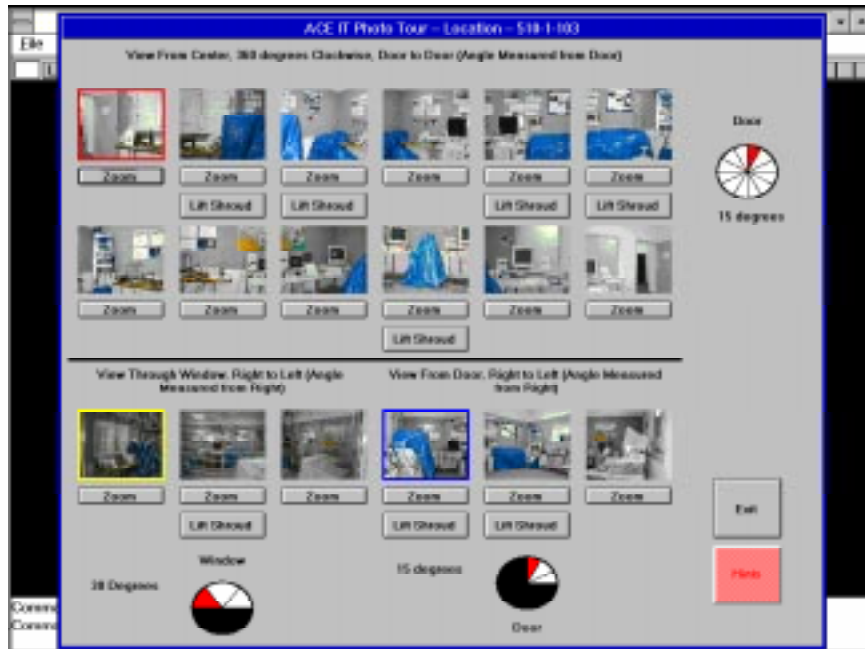 ACE IT Photo Tour – Location – 510-1-103
File
View From Center, 360 degrees Clockwise, Door to Door (Angle Measured from Door)
Door
Zoom Zoom Zoom Zoom Zoom Zoom
Lift Shroud Lift Shroud Lift Shroud Lift Shroud
15 degrees
Zoom Zoom Zoom Zoom Zoom Zoom
Lift Shroud
View Through Window, Right to Left (Angle
Measured from Right)
View From Door, Right to Left (Angle Measured
from Right)
Zoom Zoom Zoom Zoom Zoom Zoom
Lift Shroud Lift Shroud Lift Shroud
Exit
Window
15 degrees
Hints
30 Degrees
Comma
Comma
Door